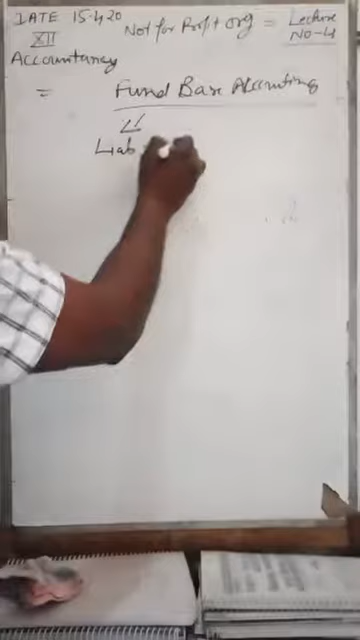 DATE 15.4.20 Not for Profit Org = Lecture
XII NO-4
Accountancy
= Fund Base Accounting
Liab